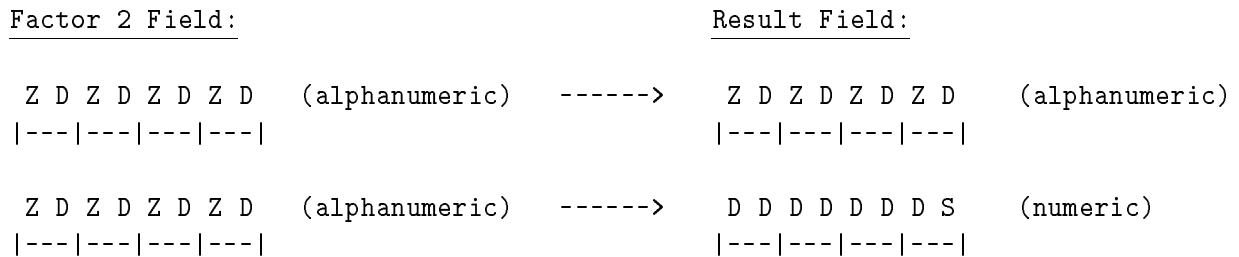 Factor 2 Field: Result Field:
Z D Z D Z D Z D (alphanumeric) ------> Z D Z D Z D Z D (alphanumeric)
|---|---|---|---| |---|---|---|---|
Z D Z D Z D Z D (alphanumeric) ------> D D D D D D D S (numeric)
|---|---|---|---| |---|---|---|---|